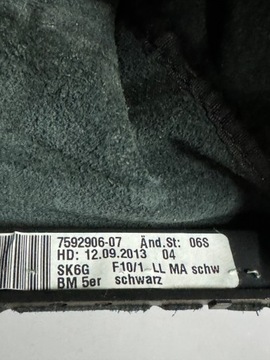 7592906-07 Änd.St: 06S
HD: 12.09.2013 04
SK6G F10/1 LL MA schw
BM 5er schwarz